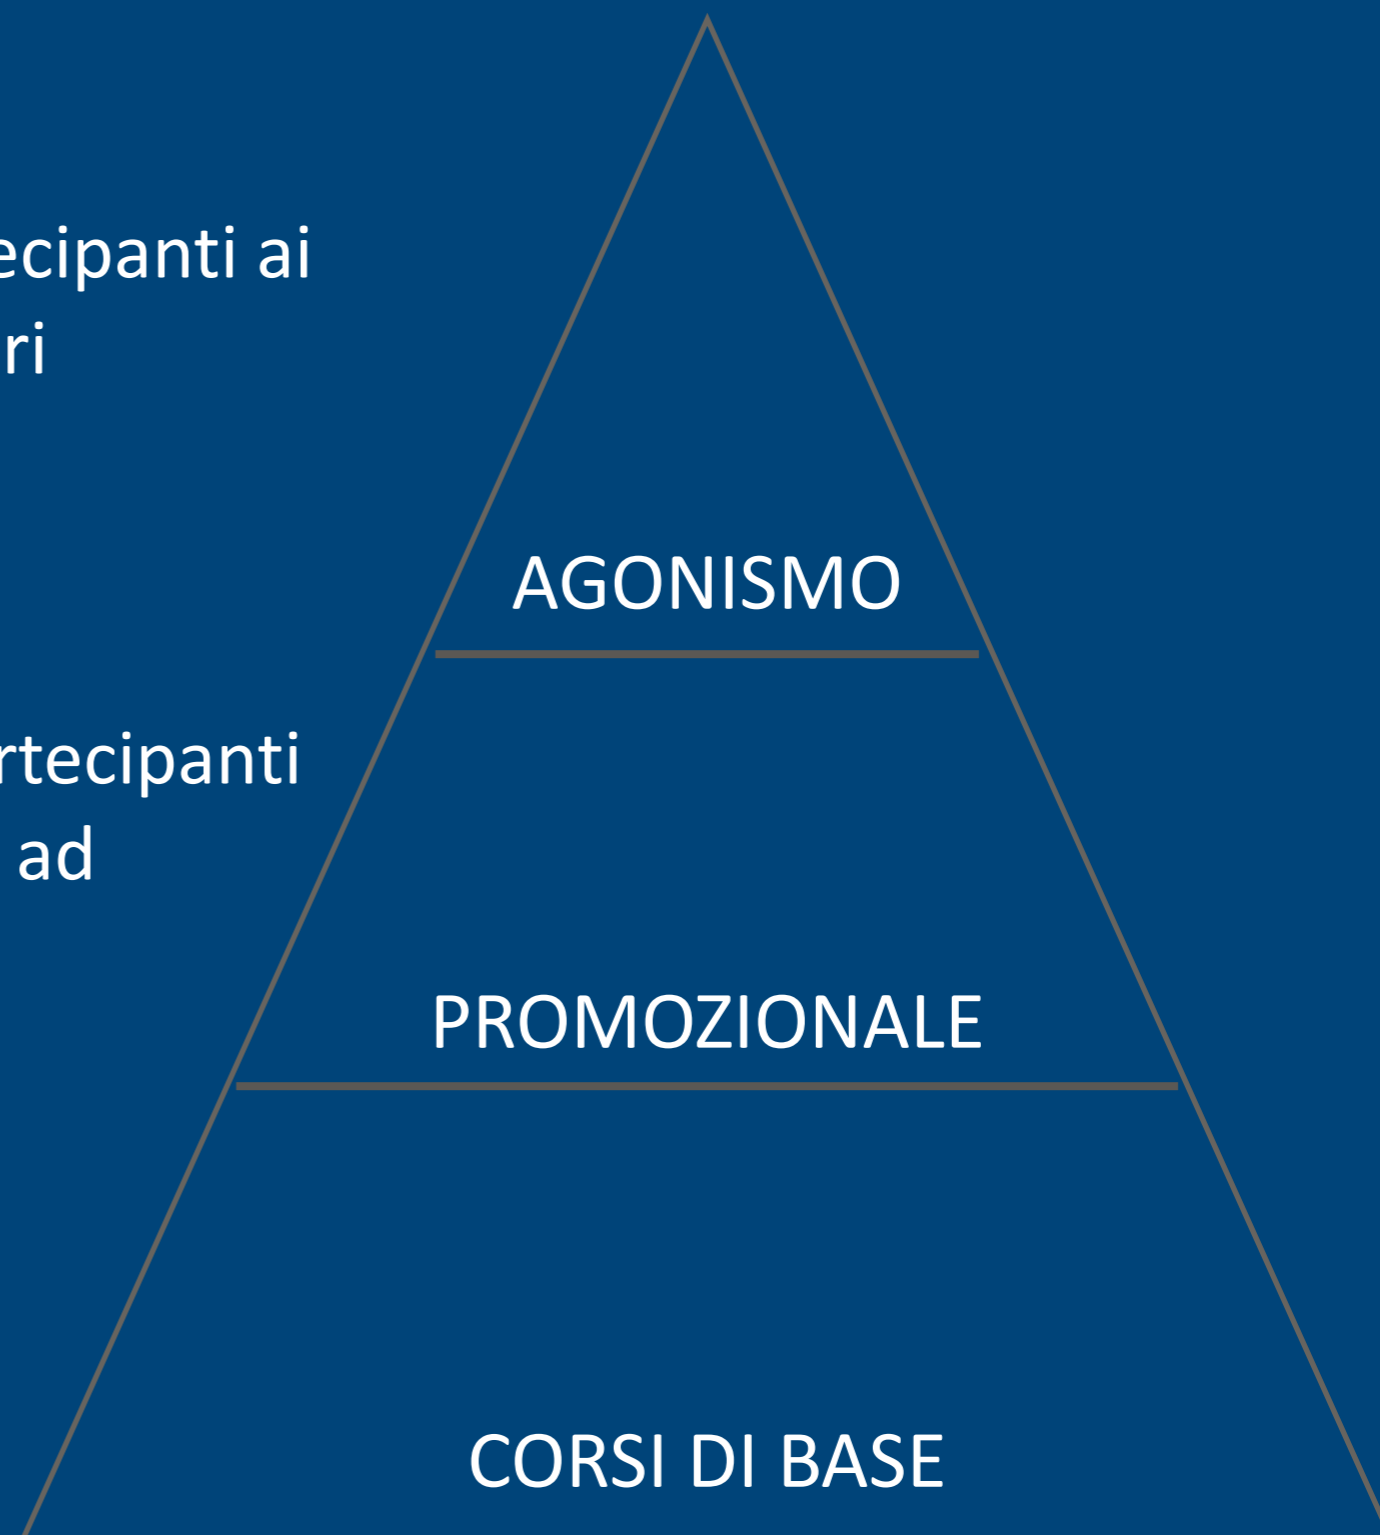 ecipanti ai
ri
AGONISMO
rtecipanti
ad
PROMOZIONALE
CORSI DI BASE